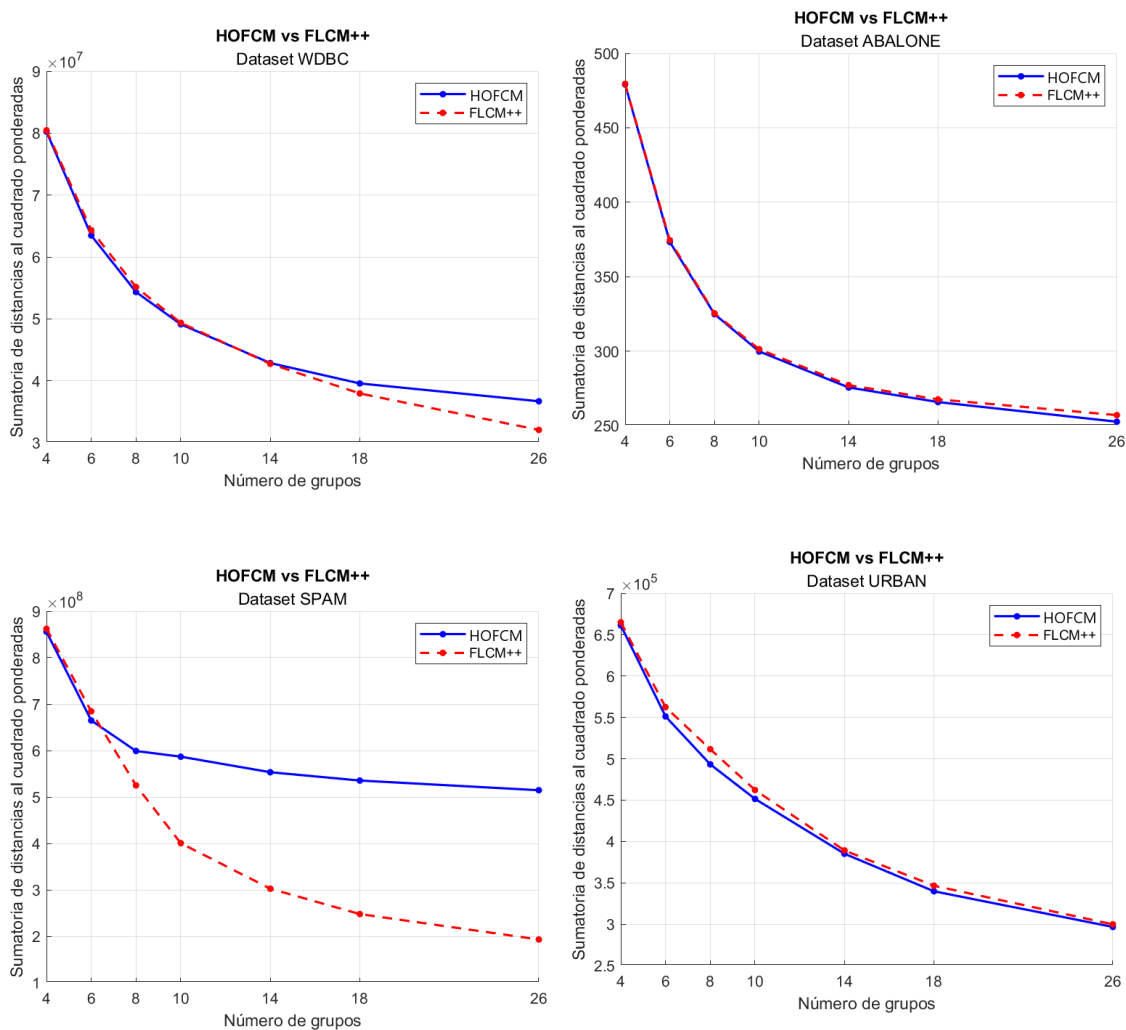 HOFCM vs FLCM++
Dataset WDBC
×10⁷
Sumatoria de distancias al cuadrado ponderadas
9
8
7
6
5
4
3
4 6 8 10 14 18 26
Número de grupos
HOFCM
FLCM++
HOFCM vs FLCM++
Dataset ABALONE
Sumatoria de distancias al cuadrado ponderadas
500
450
400
350
300
250
4 6 8 10 14 18 26
Número de grupos
HOFCM
FLCM++
HOFCM vs FLCM++
Dataset SPAM
×10⁸
Sumatoria de distancias al cuadrado ponderadas
9
8
7
6
5
4
3
2
1
4 6 8 10 14 18 26
Número de grupos
HOFCM
FLCM++
HOFCM vs FLCM++
Dataset URBAN
×10⁵
Sumatoria de distancias al cuadrado ponderadas
7
6.5
6
5.5
5
4.5
4
3.5
3
2.5
4 6 8 10 14 18 26
Número de grupos
HOFCM
FLCM++